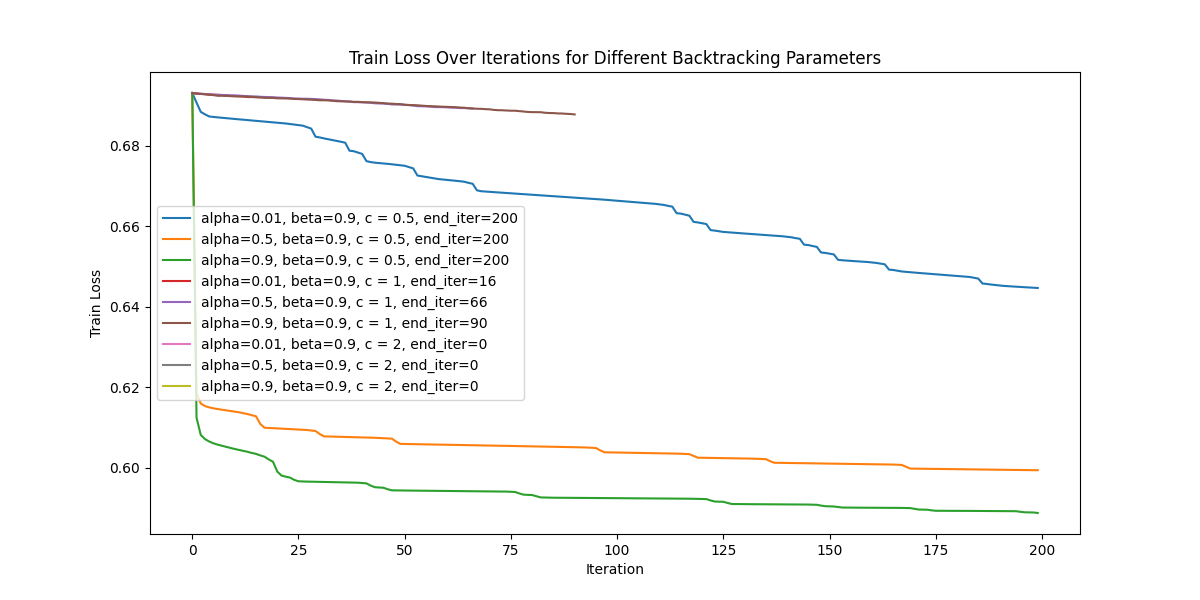 Train Loss Over Iterations for Different Backtracking Parameters
Train Loss
0.68
0.66
0.64
0.62
0.60
alpha=0.01, beta=0.9, c = 0.5, end_iter=200
alpha=0.5, beta=0.9, c = 0.5, end_iter=200
alpha=0.9, beta=0.9, c = 0.5, end_iter=200
alpha=0.01, beta=0.9, c = 1, end_iter=16
alpha=0.5, beta=0.9, c = 1, end_iter=66
alpha=0.9, beta=0.9, c = 1, end_iter=90
alpha=0.01, beta=0.9, c = 2, end_iter=0
alpha=0.5, beta=0.9, c = 2, end_iter=0
alpha=0.9, beta=0.9, c = 2, end_iter=0
0 25 50 75 100 125 150 175 200
Iteration